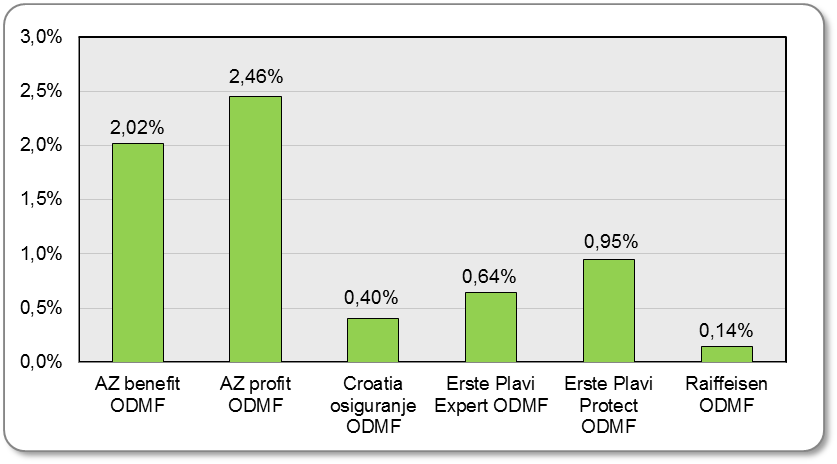 3,0%
2,5%
2,0%
1,5%
1,0%
0,5%
0,0%
2,02%
2,46%
0,40%
0,64%
0,95%
0,14%
AZ benefit
ODMF
AZ profit
ODMF
Croatia
osiguranje
ODMF
Erste Plavi
Expert ODMF
Erste Plavi
Protect
ODMF
Raiffeisen
ODMF